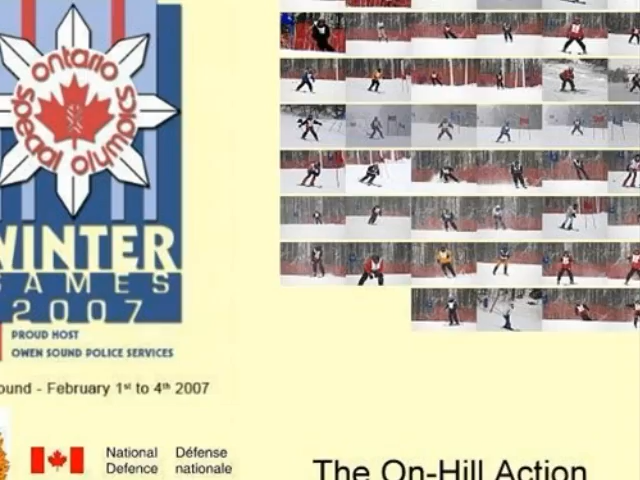 Ontario
Special Olympics
WINTER
GAMES
2007
PROUD HOST
OWEN SOUND POLICE SERVICES
ound - February 1st to 4th 2007
National Défense
Defence nationale
The On-Hill Action